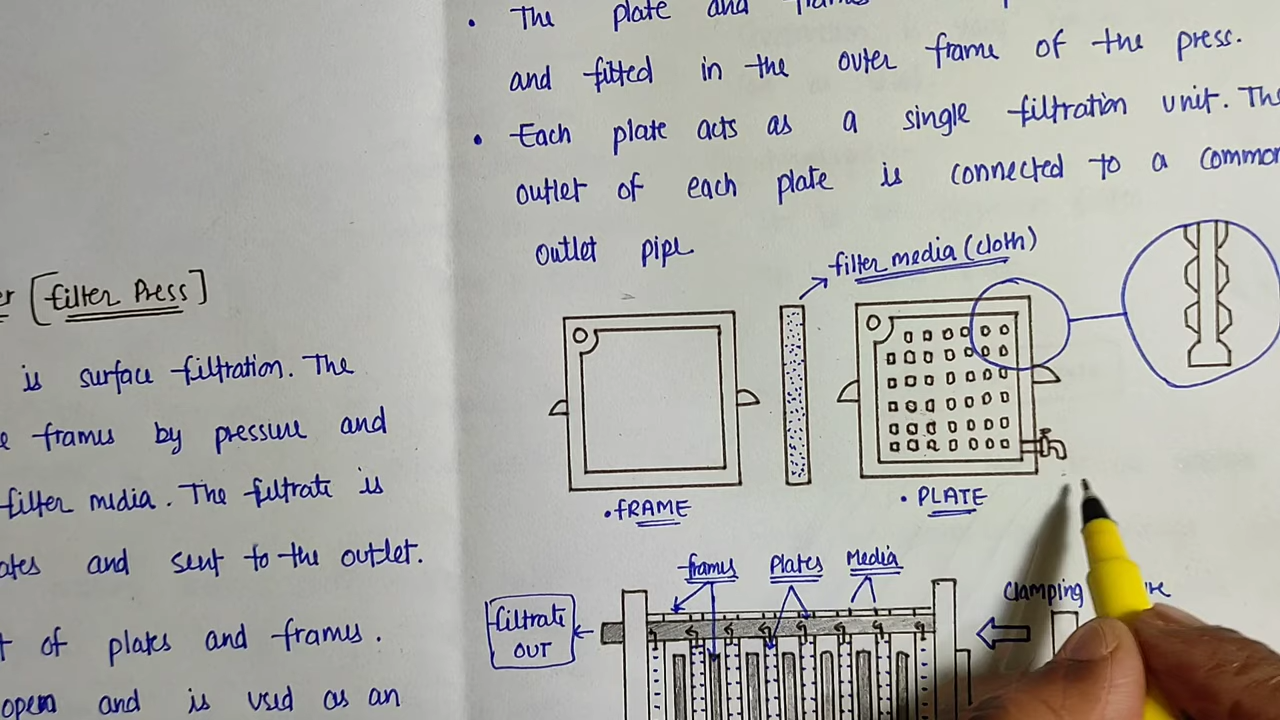 er [filter Press]
is surface filtration. The
frames by pressure and
filter media. The filtrate is
and sent to the outlet.
of plates and frames.
open and is used as an
• The plate and frames
and fitted in the outer frame of the press.
• Each plate acts as a single filtration unit. The
outlet of each plate is connected to a common
outlet pipe
filter media (cloth)
• FRAME
• PLATE
frames
Plates
Media
Clamping
filtrate
OUT